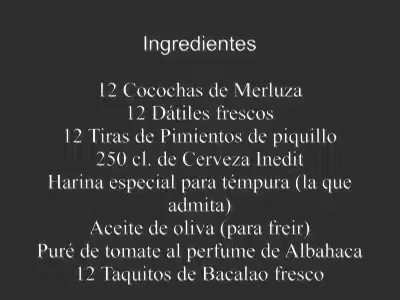 Ingredientes
12 Cocochas de Merluza
12 Dátiles frescos
12 Tiras de Pimientos de piquillo
250 cl. de Cerveza Inedit
Harina especial para témpura (la que
admita)
Aceite de oliva (para freir)
Puré de tomate al perfume de Albahaca
12 Taquitos de Bacalao fresco